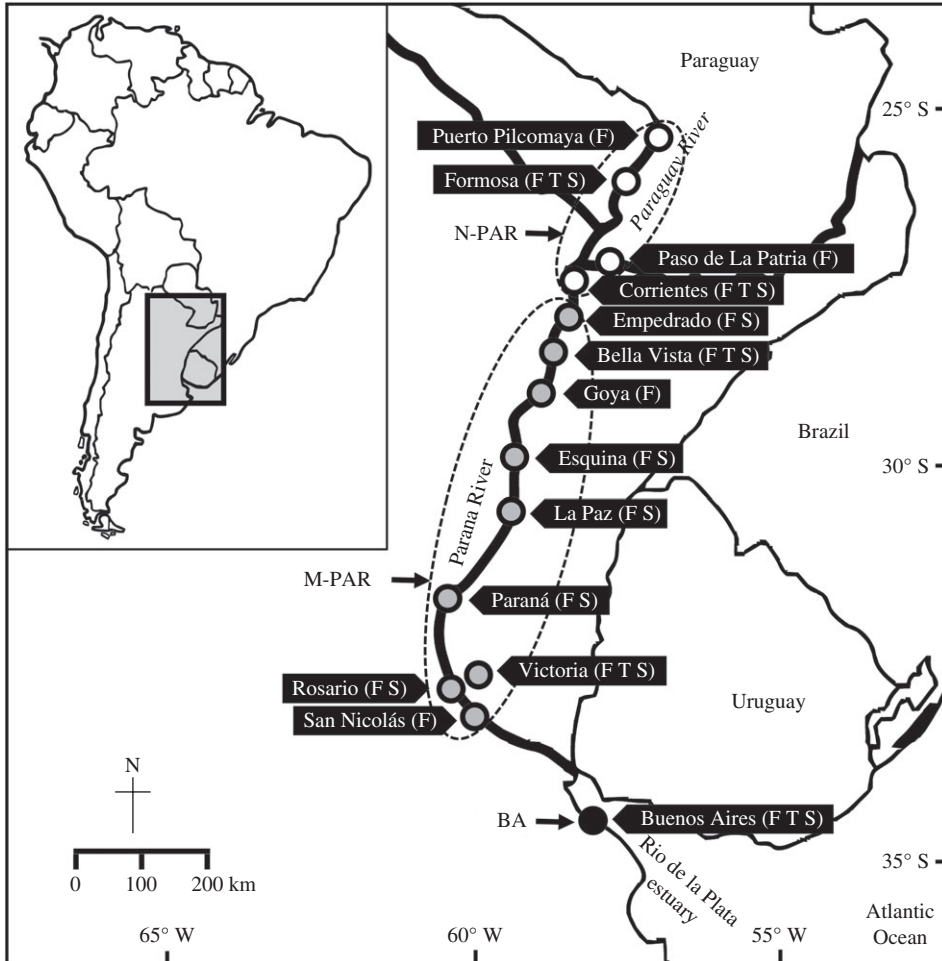 Paraguay
25° S
Puerto Pilcomaya (F)
Formosa (F T S)
Paraguay River
N-PAR
Paso de La Patria (F)
Corrientes (F T S)
Empedrado (F S)
Bella Vista (F T S)
Goya (F)
Brazil
Esquina (F S)
30° S
Parana River
La Paz (F S)
M-PAR
Paraná (F S)
Victoria (F T S)
Rosario (F S)
Uruguay
San Nicolás (F)
N
BA
Buenos Aires (F T S)
Rio de la Plata
estuary
0 100 200 km
35° S
Atlantic
Ocean
65° W
60° W
55° W